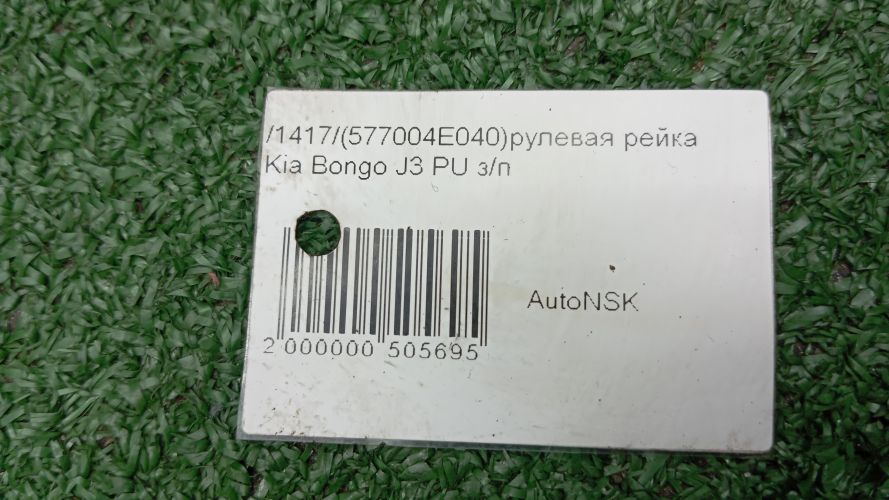 /1417/(577004E040)рулевая рейка
Kia Bongo J3 PU з/п
AutoNSK
2 000000 505695